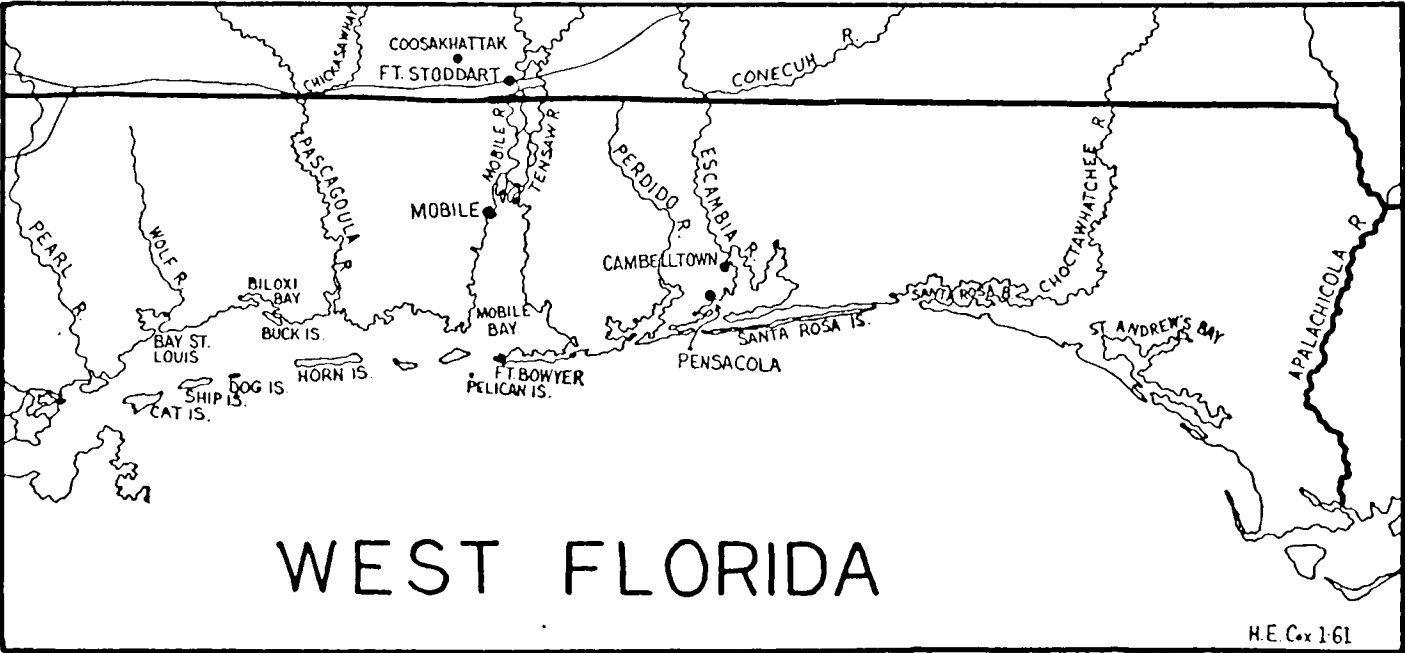 CHICKASAWHAY
COOSAKHATTAK
FT. STODDART
CONECUH R.
PEARL R
WOLF R.
PASCAGOULA R
MOBILE R
TENSAW R
PERDIDO R.
ESCAMBIA R.
CHOCTAWHATCHEE R
APALACHICOLA R
MOBILE
CAMBELLTOWN
BILOXI
BAY
BUCK IS.
BAY ST.
LOUIS
MOBILE
BAY
SANTA ROSA B
SANTA ROSA IS.
ST. ANDREW'S BAY
PENSACOLA
HORN IS.
DOG IS.
SHIP IS.
CAT IS.
FT. BOWYER
PELICAN IS.
WEST FLORIDA
H.E. Cox 1·61